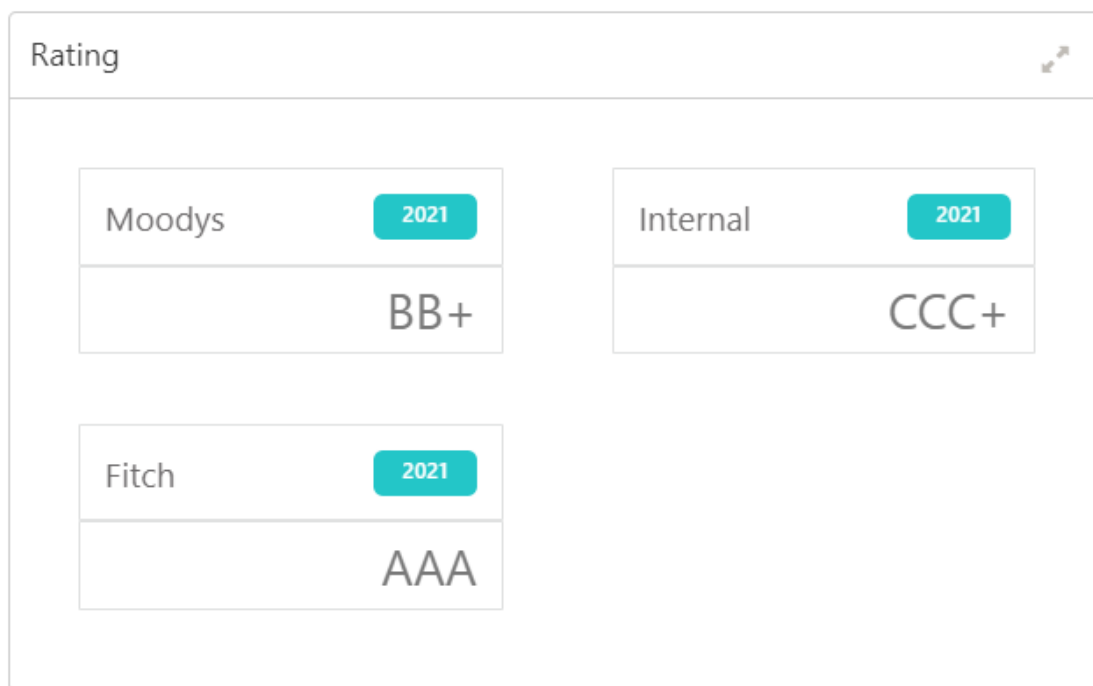 Rating
Moodys 2021
BB+
Internal 2021
CCC+
Fitch 2021
AAA